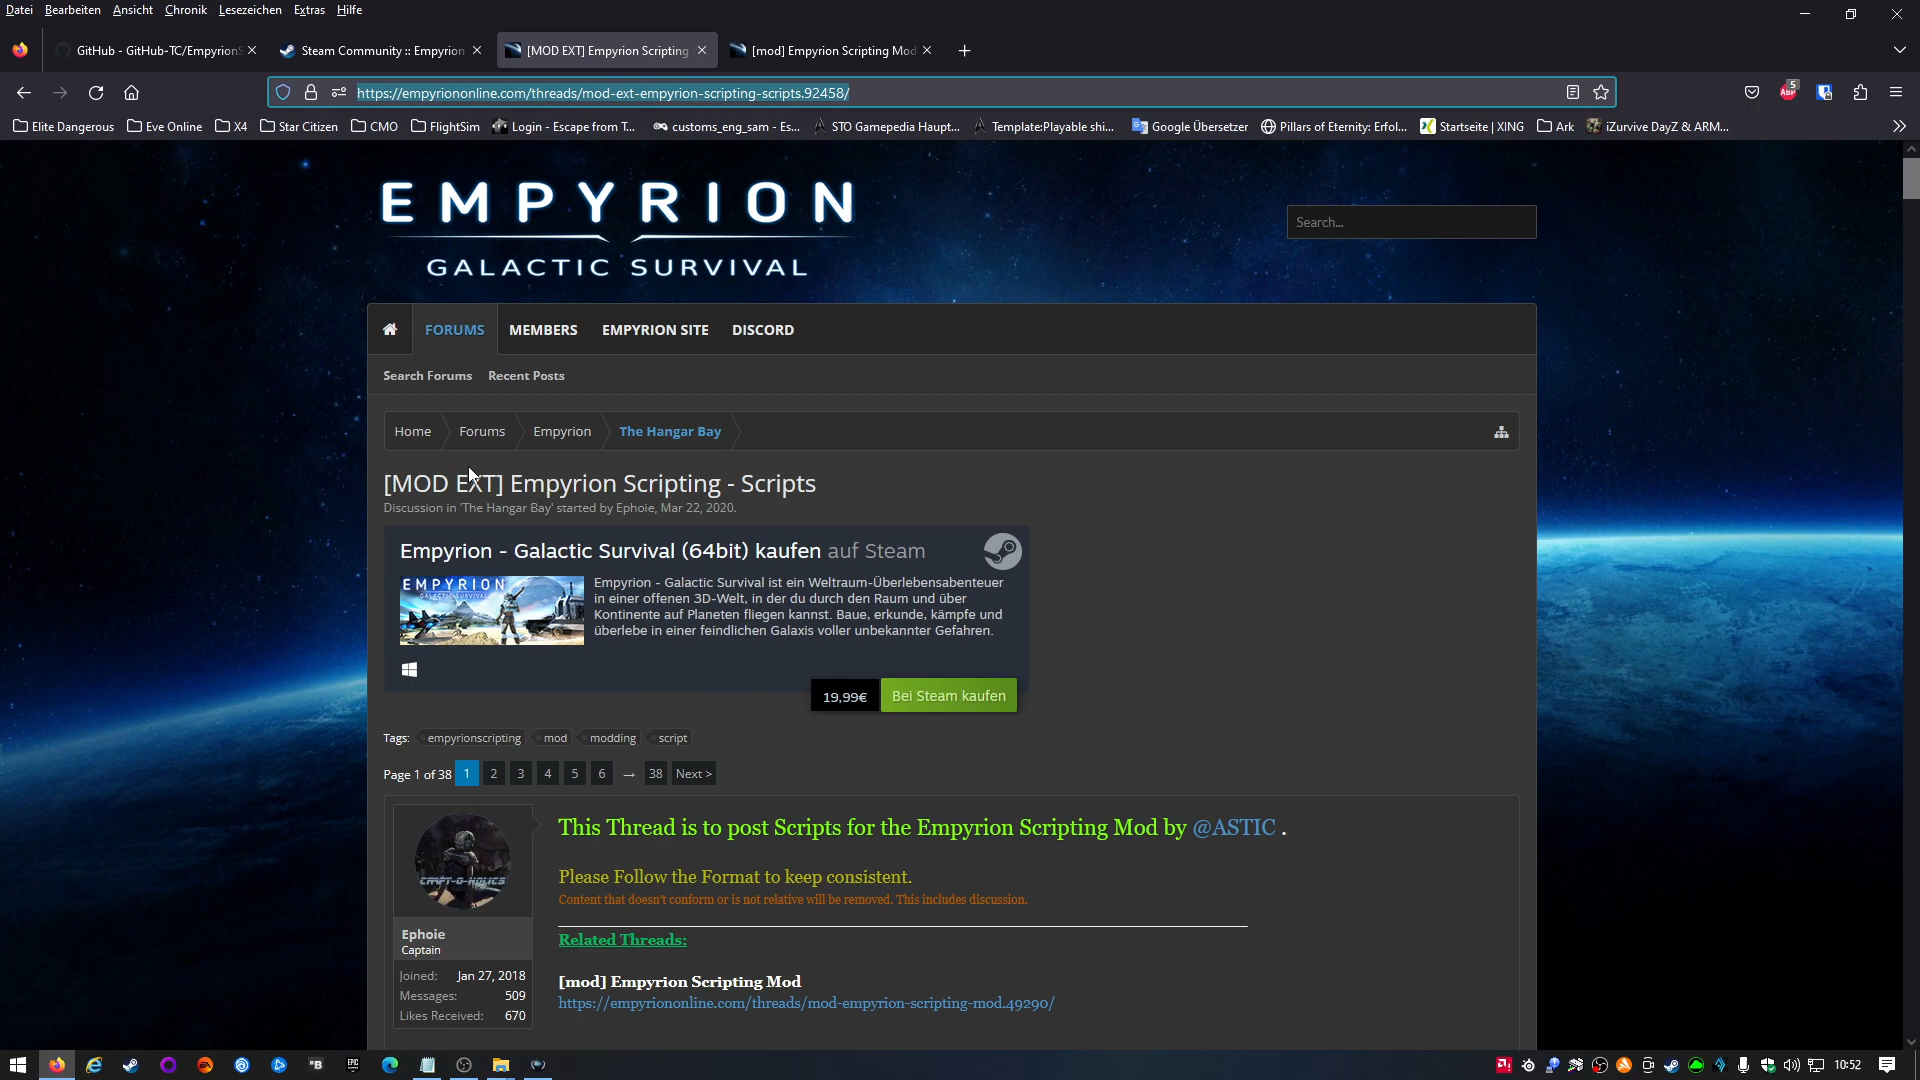 Datei Bearbeiten Ansicht Chronik Lesezeichen Extras Hilfe
GitHub - GitHub-TC/EmpyrionS
Steam Community :: Empyrion
[MOD EXT] Empyrion Scripting
[mod] Empyrion Scripting Mod
https://empyriononline.com/threads/mod-ext-empyrion-scripting-scripts.92458/
5
ABP
Elite Dangerous Eve Online X4 Star Citizen CMO FlightSim Login - Escape from T... customs_eng_sam - Es... STO Gamepedia Haupt... Template:Playable shi... Google Übersetzer Pillars of Eternity: Erfol... Startseite | XING Ark iZurvive DayZ & ARM...
EMPYRION
GALACTIC SURVIVAL
Search...
FORUMS MEMBERS EMPYRION SITE DISCORD
Search Forums Recent Posts
Home Forums Empyrion The Hangar Bay
[MOD EXT] Empyrion Scripting - Scripts
Discussion in 'The Hangar Bay' started by Ephoie, Mar 22, 2020.
Empyrion - Galactic Survival (64bit) kaufen auf Steam
EMPYRION
GALACTIC SURVIVAL
Empyrion - Galactic Survival ist ein Weltraum-Überlebensabenteuer
in einer offenen 3D-Welt, in der du durch den Raum und über
Kontinente auf Planeten fliegen kannst. Baue, erkunde, kämpfe und
überlebe in einer feindlichen Galaxis voller unbekannter Gefahren.
19,99€ Bei Steam kaufen
Tags: empyrionscripting mod modding script
Page 1 of 38 1 2 3 4 5 6 → 38 Next >
This Thread is to post Scripts for the Empyrion Scripting Mod by @ASTIC .
Please Follow the Format to keep consistent.
Content that doesn't conform or is not relative will be removed. This includes discussion.
Related Threads:
[mod] Empyrion Scripting Mod
https://empyriononline.com/threads/mod-empyrion-scripting-mod.49290/
CRAFT-O-HOLICS
Ephoie
Captain
Joined: Jan 27, 2018
Messages: 509
Likes Received: 670
EA
EPIC
10:52